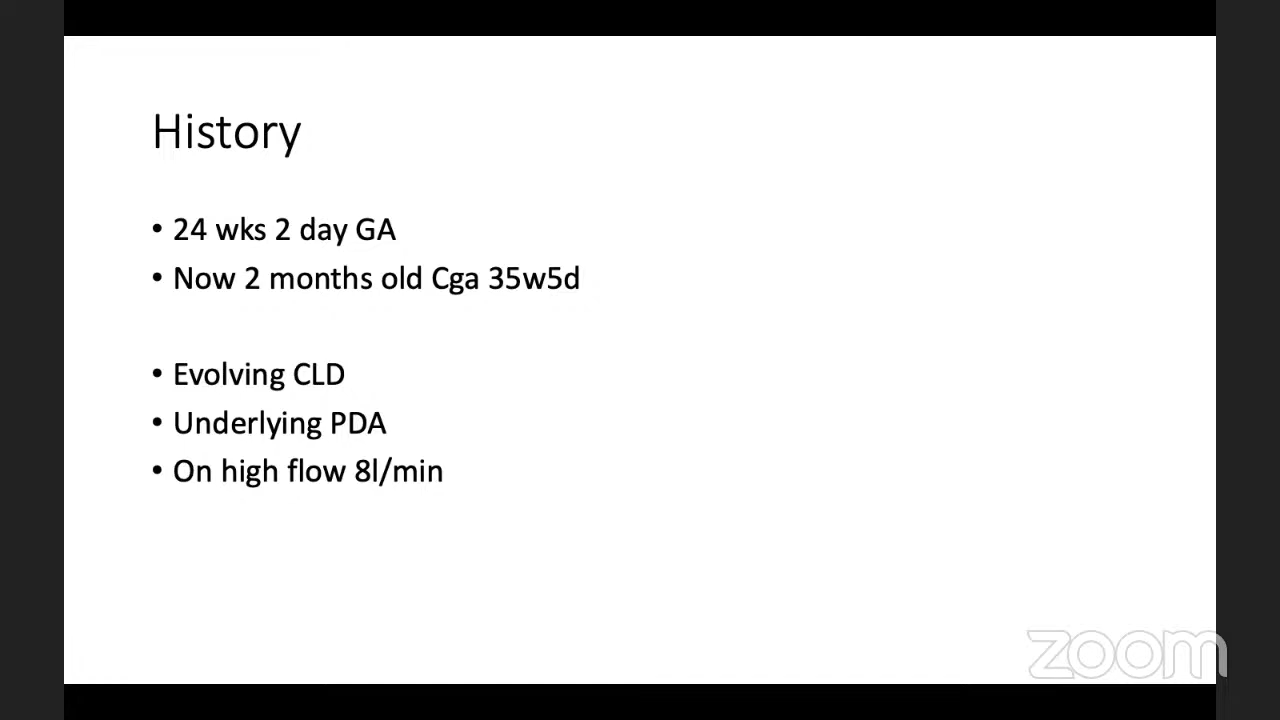 History
• 24 wks 2 day GA
• Now 2 months old Cga 35w5d
• Evolving CLD
• Underlying PDA
• On high flow 8l/min
zoom